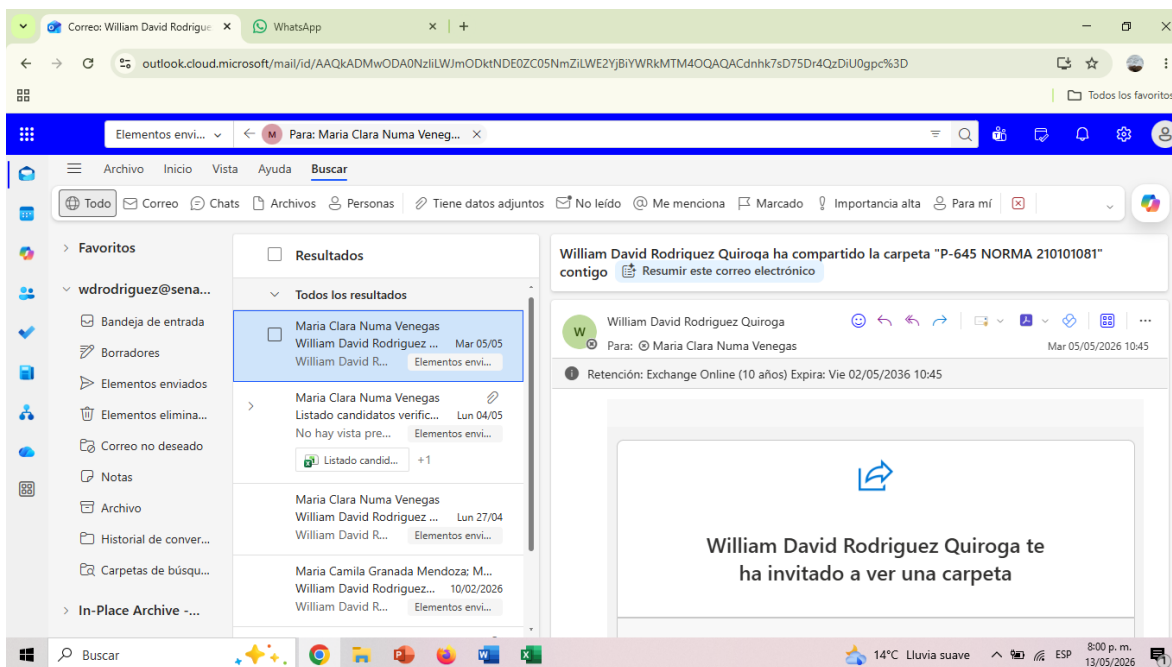 Correo: William David Rodrígue
WhatsApp
outlook.cloud.microsoft/mail/id/AAQkADMwODA0NzliLWJmODktNDE0ZC05NmZiLWE2YjBiYWRkMTM4OQAQACdnhk7sD75Dr4QzDiU0gpc%3D
Todos los favoritos
Elementos envi...
M Para: Maria Clara Numa Veneg...
Archivo Inicio Vista Ayuda Buscar
Todo Correo Chats Archivos Personas Tiene datos adjuntos No leído Me menciona Marcado Importancia alta Para mí
Favoritos
wdrodriguez@sena...
Bandeja de entrada
Borradores
Elementos enviados
Elementos elimina...
Correo no deseado
Notas
Archivo
Historial de conver...
Carpetas de búsqu...
In-Place Archive -...
Resultados
Todos los resultados
Maria Clara Numa Venegas
William David Rodriguez ... Mar 05/05
William David R... Elementos envi...
Maria Clara Numa Venegas
Listado candidatos verific... Lun 04/05
No hay vista pre... Elementos envi...
Listado candid... +1
Maria Clara Numa Venegas
William David Rodriguez ... Lun 27/04
William David R... Elementos envi...
Maria Camila Granada Mendoza; M...
William David Rodriguez... 10/02/2026
William David R... Elementos envi...
William David Rodriguez Quiroga ha compartido la carpeta "P-645 NORMA 210101081"
contigo Resumir este correo electrónico
W William David Rodriguez Quiroga
Para: Maria Clara Numa Venegas
Mar 05/05/2026 10:45
Retención: Exchange Online (10 años) Expira: Vie 02/05/2036 10:45
William David Rodriguez Quiroga te
ha invitado a ver una carpeta
Buscar
14°C Lluvia suave
ESP
8:00 p. m.
13/05/2026